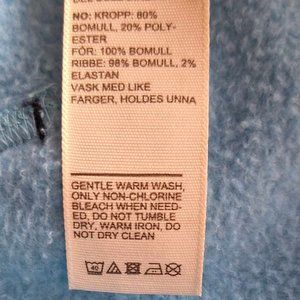 NO: KROPP: 80%
BOMULL, 20% POLY-
ESTER
FÓR: 100% BOMULL
RIBBE: 98% BOMULL, 2%
ELASTAN
VASK MED LIKE
FARGER, HOLDES UNNA
GENTLE WARM WASH,
ONLY NON-CHLORINE
BLEACH WHEN NEED-
ED, DO NOT TUMBLE
DRY, WARM IRON, DO
NOT DRY CLEAN
40